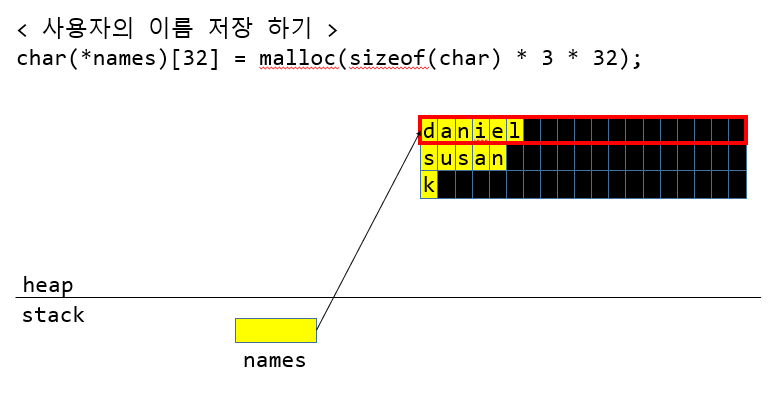 < 사용자의 이름 저장 하기 >
char(*names)[32] = malloc(sizeof(char) * 3 * 32);
daniel
susan
k
heap
stack
names